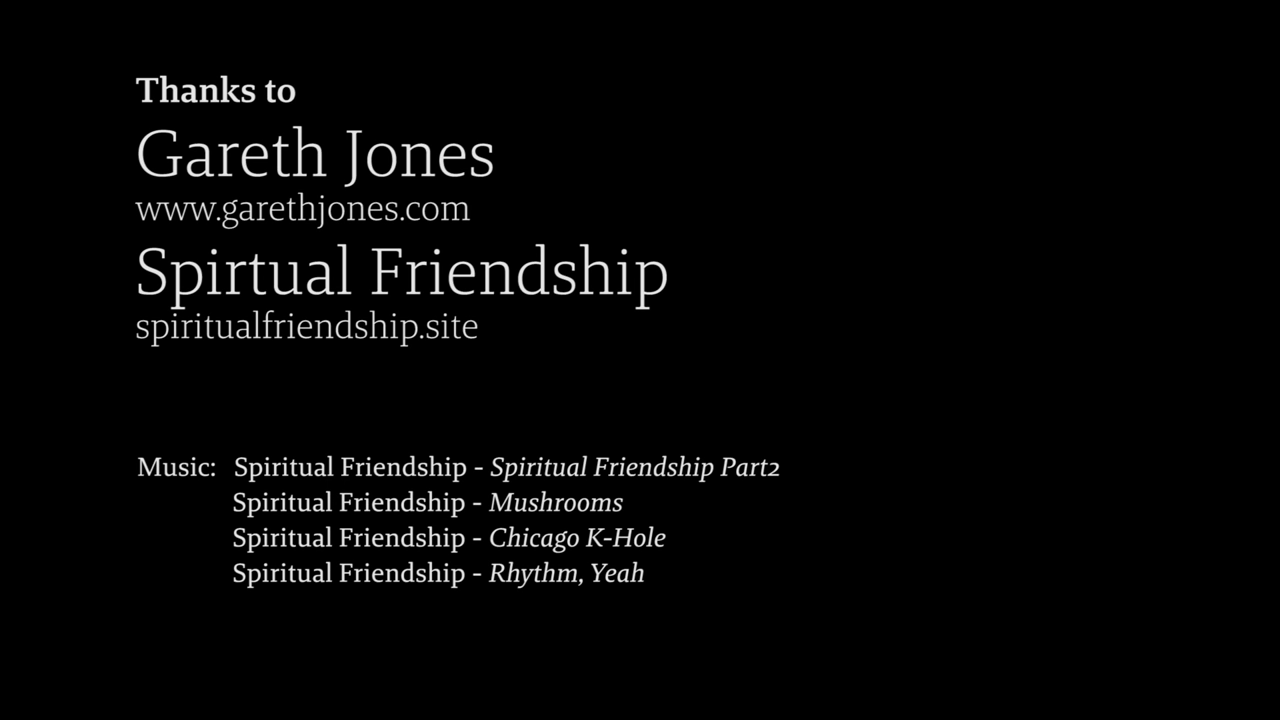 Thanks to
Gareth Jones
www.garethjones.com
Spirtual Friendship
spiritualfriendship.site
Music: Spiritual Friendship - Spiritual Friendship Part2
Spiritual Friendship - Mushrooms
Spiritual Friendship - Chicago K-Hole
Spiritual Friendship - Rhythm, Yeah